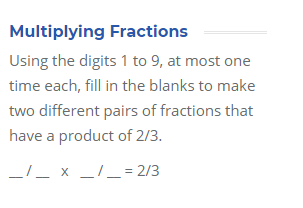 Multiplying Fractions
Using the digits 1 to 9, at most one
time each, fill in the blanks to make
two different pairs of fractions that
have a product of 2/3.
__/__ x __/__ = 2/3